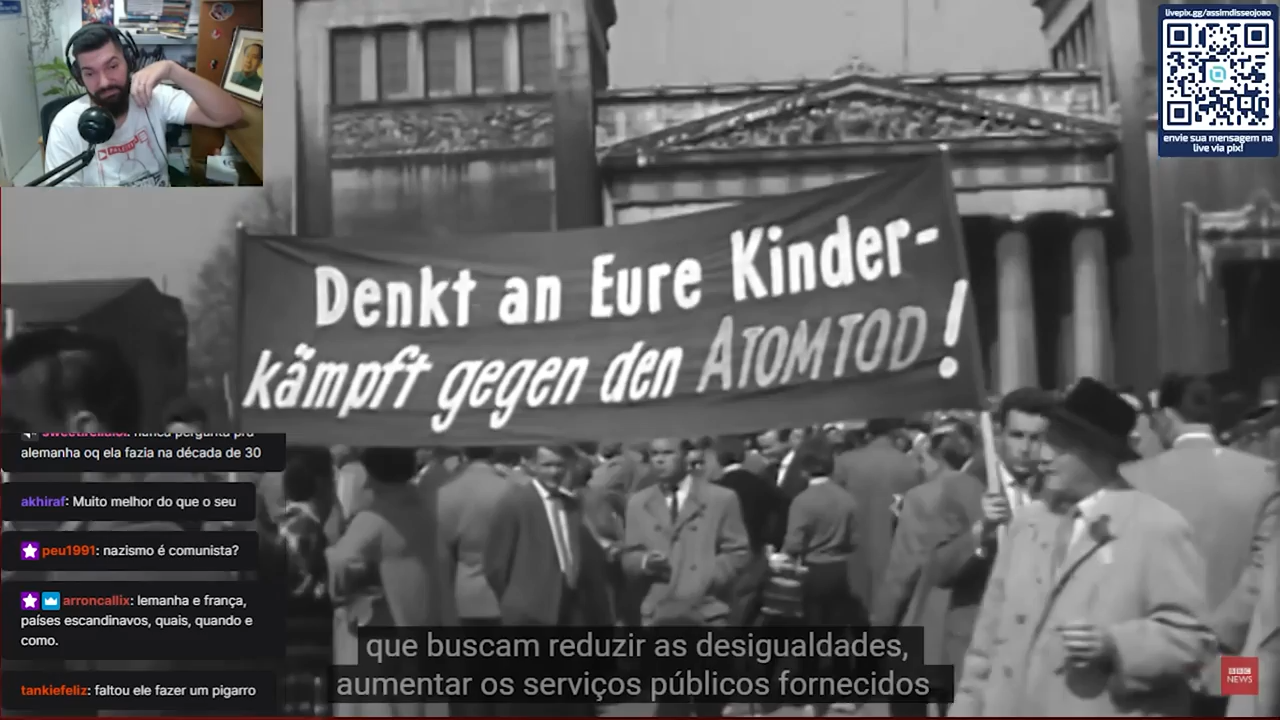 livepix.gg/assimdisseojoao
envie sua mensagem na
live via pix!
Denkt an Eure Kinder-
kämpft gegen den ATOMTOD!
alemanha oq ela fazia na década de 30
akhiraf: Muito melhor do que o seu
peu1991: nazismo é comunista?
arroncallix: lemanha e frança,
países escandinavos, quais, quando e
como.
tankiefeliz: faltou ele fazer um pigarro
que buscam reduzir as desigualdades,
aumentar os serviços públicos fornecidos
BBC
NEWS